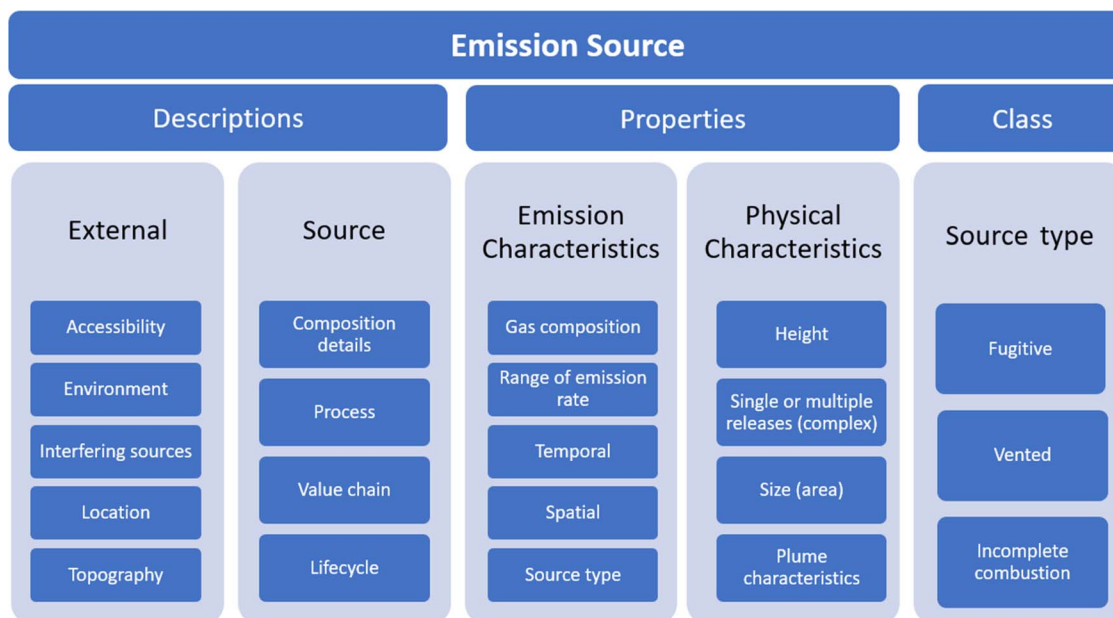 Emission Source
Descriptions
Properties
Class
External
Accessibility
Environment
Interfering sources
Location
Topography
Source
Composition
details
Process
Value chain
Lifecycle
Emission
Characteristics
Gas composition
Range of emission
rate
Temporal
Spatial
Source type
Physical
Characteristics
Height
Single or multiple
releases (complex)
Size (area)
Plume
characteristics
Source type
Fugitive
Vented
Incomplete
combustion